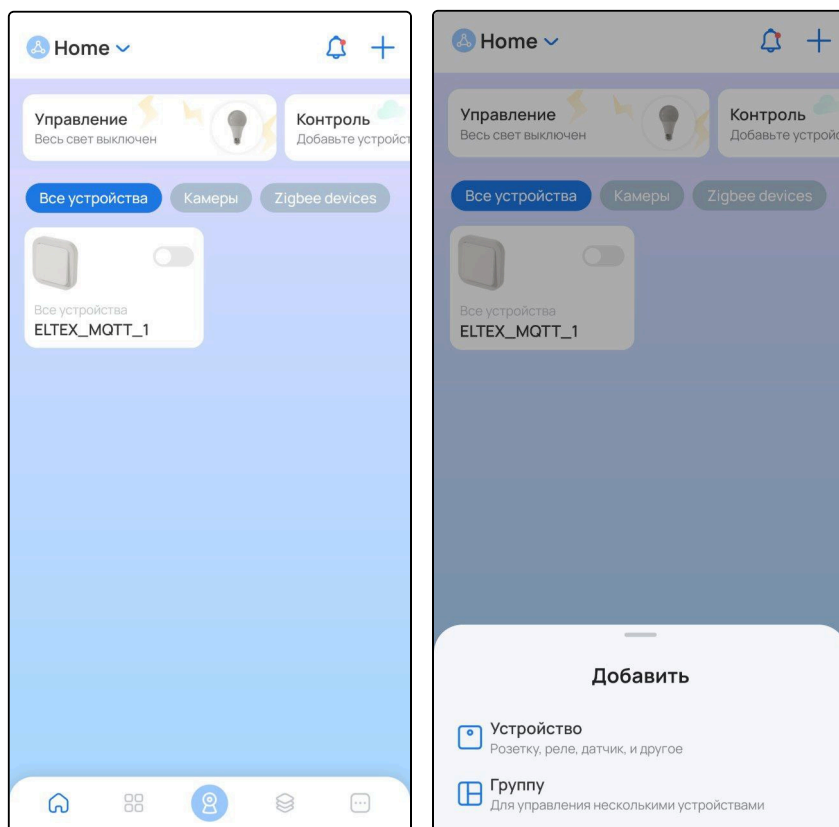 Home
Управление
Весь свет выключен
Контроль
Добавьте устройст
Все устройства
Камеры
Zigbee devices
Все устройства
ELTEX_MQTT_1
Home
Управление
Весь свет выключен
Контроль
Добавьте устройс
Все устройства
Камеры
Zigbee devices
Все устройства
ELTEX_MQTT_1
Добавить
Устройство
Розетку, реле, датчик, и другое
Группу
Для управления несколькими устройствами